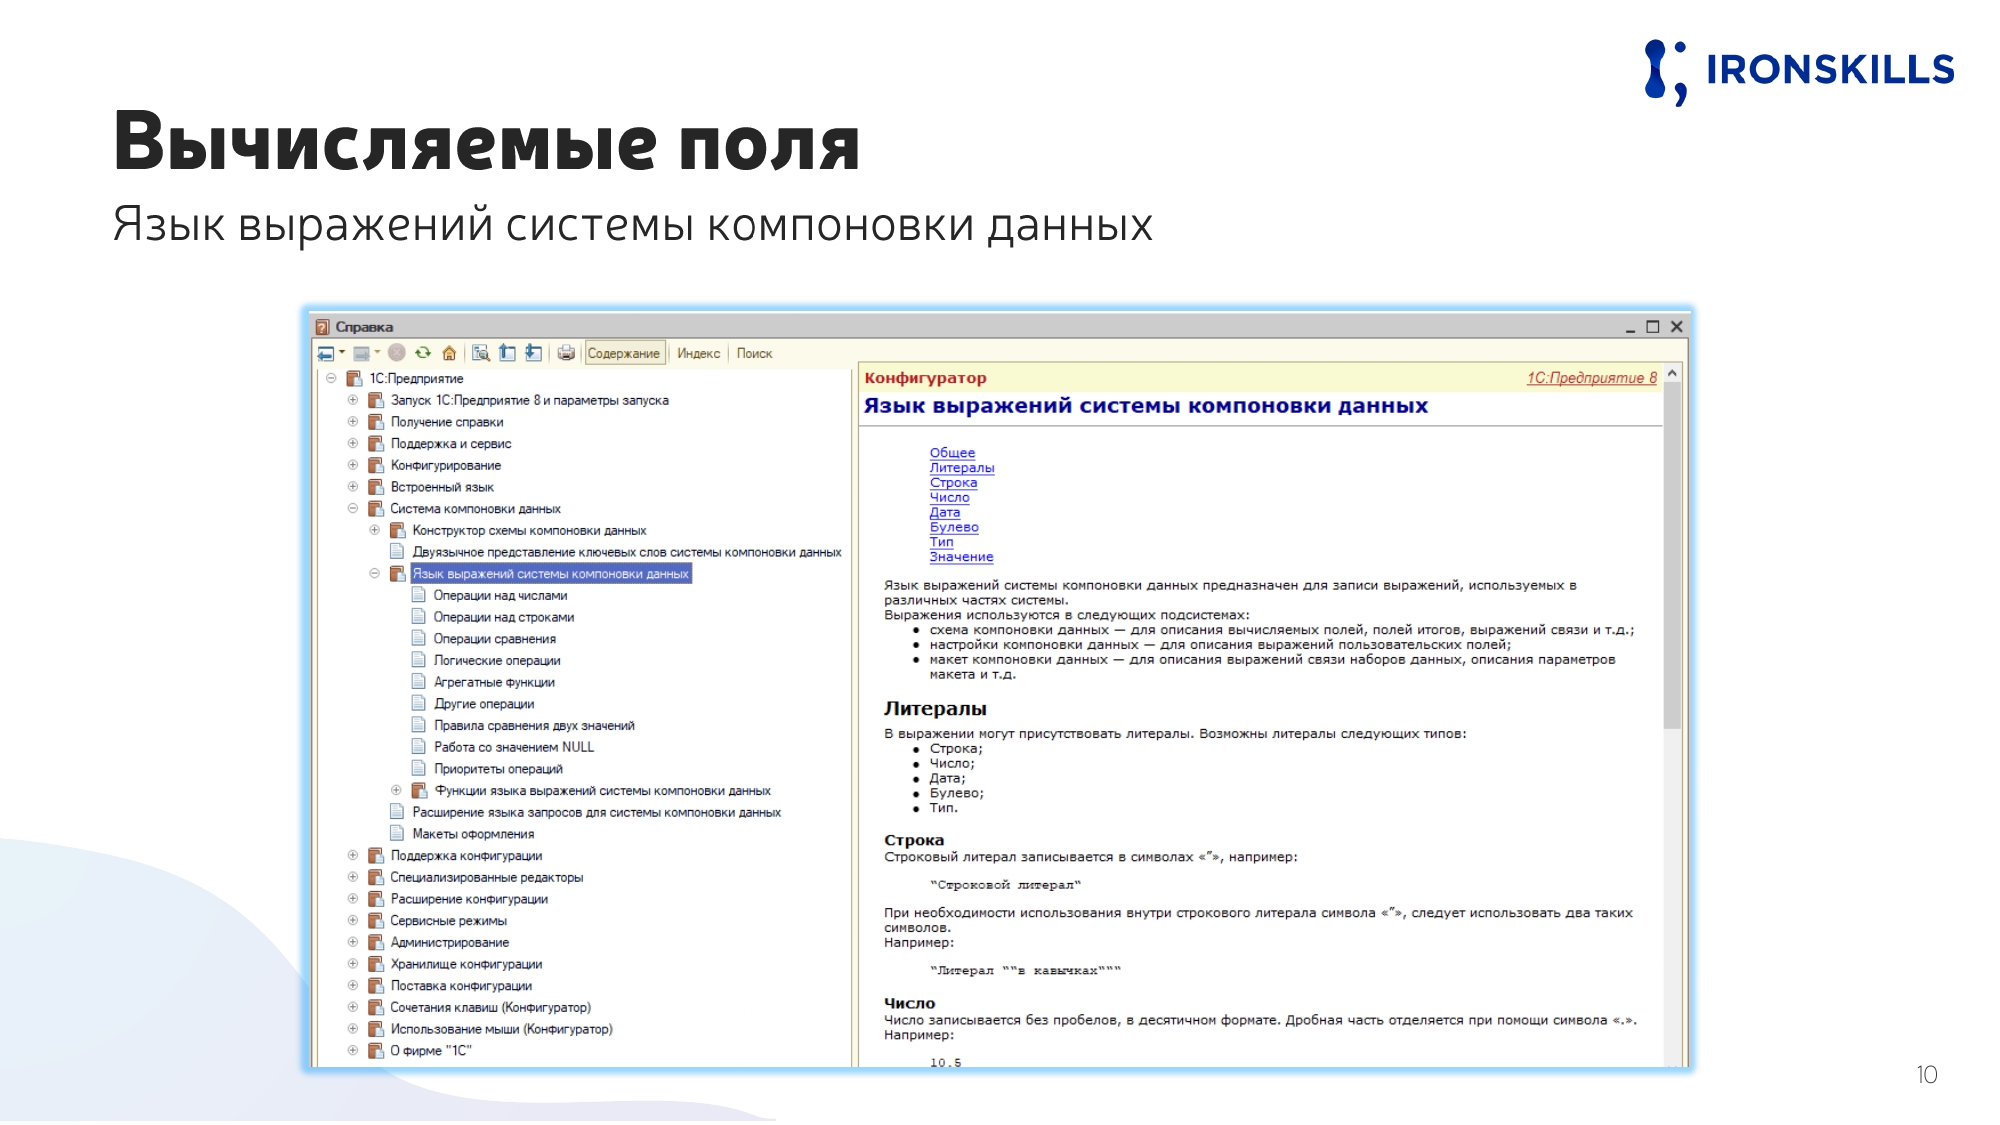 IRONSKILLS
Вычисляемые поля
Язык выражений системы компоновки данных
Справка
Содержание Индекс Поиск
1С:Предприятие
Запуск 1С:Предприятие 8 и параметры запуска
Получение справки
Поддержка и сервис
Конфигурирование
Встроенный язык
Система компоновки данных
Конструктор схемы компоновки данных
Двуязычное представление ключевых слов системы компоновки данных
Язык выражений системы компоновки данных
Операции над числами
Операции над строками
Операции сравнения
Логические операции
Агрегатные функции
Другие операции
Правила сравнения двух значений
Работа со значением NULL
Приоритеты операций
Функции языка выражений системы компоновки данных
Расширение языка запросов для системы компоновки данных
Макеты оформления
Поддержка конфигурации
Специализированные редакторы
Расширение конфигурации
Сервисные режимы
Администрирование
Хранилище конфигурации
Поставка конфигурации
Сочетания клавиш (Конфигуратор)
Использование мыши (Конфигуратор)
О фирме "1С"
Конфигуратор 1С:Предприятие 8
Язык выражений системы компоновки данных
Общее
Литералы
Строка
Число
Дата
Булево
Тип
Значение
Язык выражений системы компоновки данных предназначен для записи выражений, используемых в
различных частях системы.
Выражения используются в следующих подсистемах:
● схема компоновки данных — для описания вычисляемых полей, полей итогов, выражений связи и т.д.;
● настройки компоновки данных — для описания выражений пользовательских полей;
● макет компоновки данных — для описания выражений связи наборов данных, описания параметров
макета и т.д.
Литералы
В выражении могут присутствовать литералы. Возможны литералы следующих типов:
● Строка;
● Число;
● Дата;
● Булево;
● Тип.
Строка
Строковый литерал записывается в символах «"», например:
"Строковой литерал"
При необходимости использования внутри строкового литерала символа «"», следует использовать два таких
символов.
Например:
"Литерал ""в кавычках"""
Число
Число записывается без пробелов, в десятичном формате. Дробная часть отделяется при помощи символа «.».
Например:
10.5
10